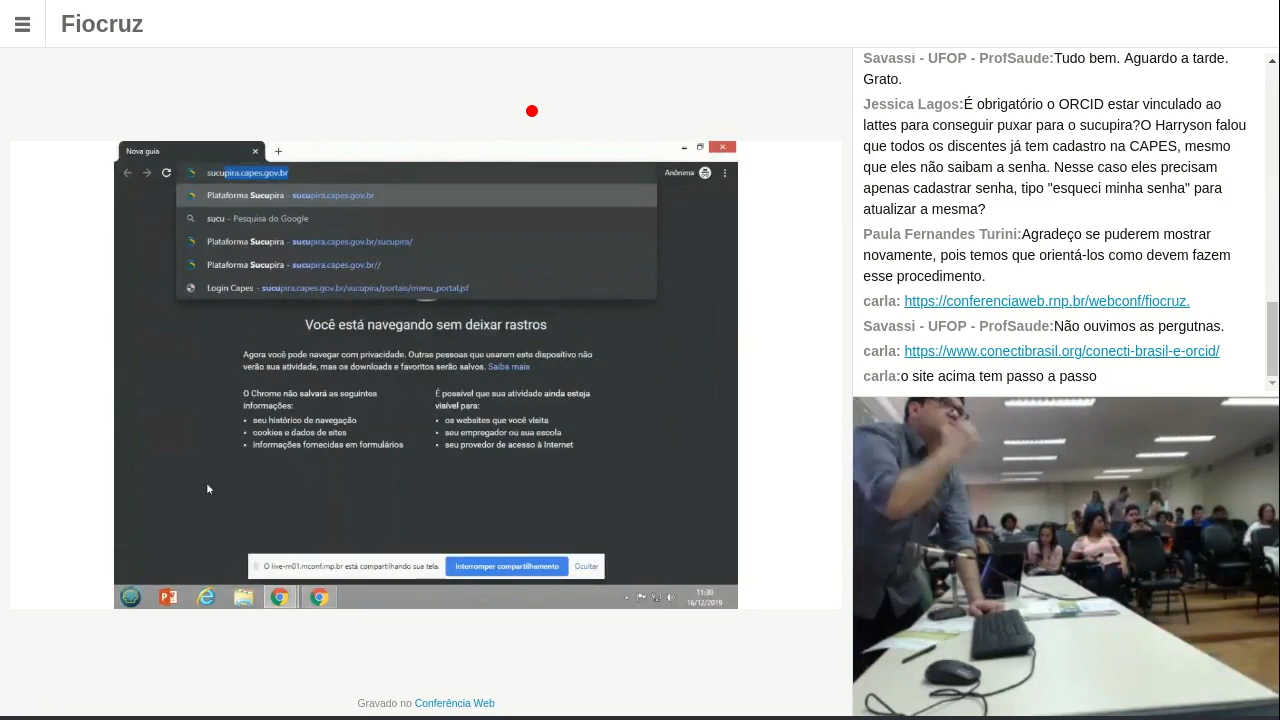 Fiocruz
Nova guia
sucupira.capes.gov.br
Anônima
Plataforma Sucupira - sucupira.capes.gov.br
sucu - Pesquisa do Google
Plataforma Sucupira - sucupira.capes.gov.br/sucupira/
Plataforma Sucupira - sucupira.capes.gov.br//
Login Capes - sucupira.capes.gov.br/sucupira/portais/menu_portal.jsf
Você está navegando sem deixar rastros
Agora você pode navegar com privacidade. Outras pessoas que usarem este dispositivo não
verão sua atividade, mas os downloads e favoritos serão salvos. Saiba mais
O Chrome não salvará as seguintes
informações:
• seu histórico de navegação
• cookies e dados de sites
• informações fornecidas em formulários
É possível que sua atividade ainda esteja
visível para:
• os websites que você visita
• seu empregador ou sua escola
• seu provedor de acesso à Internet
O live-rn01.mconf.rnp.br está compartilhando sua tela.
Interromper compartilhamento
Ocultar
11:30
16/12/2019
Gravado no Conferência Web
Savassi - UFOP - ProfSaude:Tudo bem. Aguardo a tarde.
Grato.
Jessica Lagos:É obrigatório o ORCID estar vinculado ao
lattes para conseguir puxar para o sucupira?O Harryson falou
que todos os discentes já tem cadastro na CAPES, mesmo
que eles não saibam a senha. Nesse caso eles precisam
apenas cadastrar senha, tipo "esqueci minha senha" para
atualizar a mesma?
Paula Fernandes Turini:Agradeço se puderem mostrar
novamente, pois temos que orientá-los como devem fazem
esse procedimento.
carla: https://conferenciaweb.rnp.br/webconf/fiocruz.
Savassi - UFOP - ProfSaude:Não ouvimos as pergutnas.
carla: https://www.conectibrasil.org/conecti-brasil-e-orcid/
carla:o site acima tem passo a passo